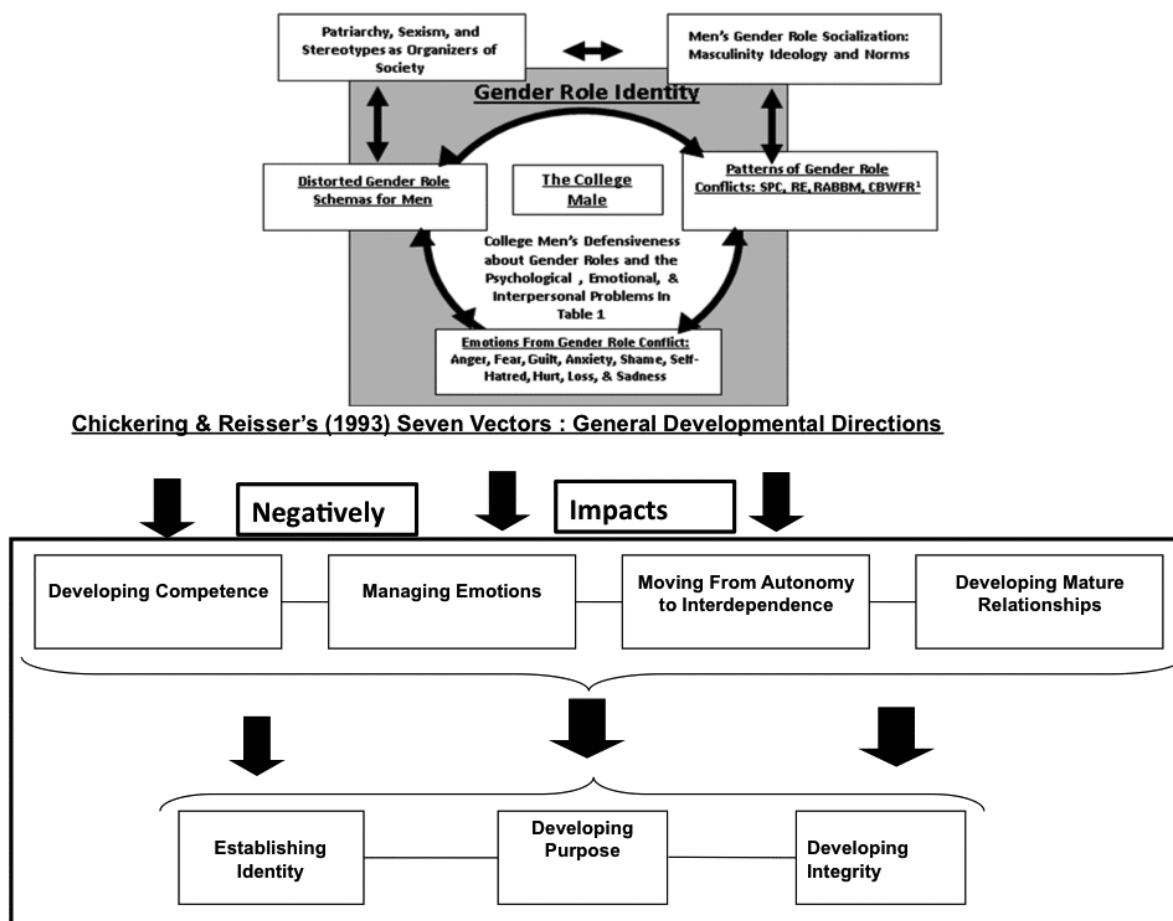 Patriarchy, Sexism, and
Stereotypes as Organizers of
Society
Men's Gender Role Socialization:
Masculinity Ideology and Norms
Gender Role Identity
Distorted Gender Role
Schemas for Men
The College
Male
Patterns of Gender Role
Conflicts: SPC, RE, RABBM, CBWFR¹
College Men's Defensiveness
about Gender Roles and the
Psychological , Emotional, &
Interpersonal Problems In
Table 1
Emotions From Gender Role Conflict:
Anger, Fear, Guilt, Anxiety, Shame, Self-
Hatred, Hurt, Loss, & Sadness
Chickering & Reisser's (1993) Seven Vectors : General Developmental Directions
Negatively
Impacts
Developing Competence
Managing Emotions
Moving From Autonomy
to Interdependence
Developing Mature
Relationships
Establishing
Identity
Developing
Purpose
Developing
Integrity